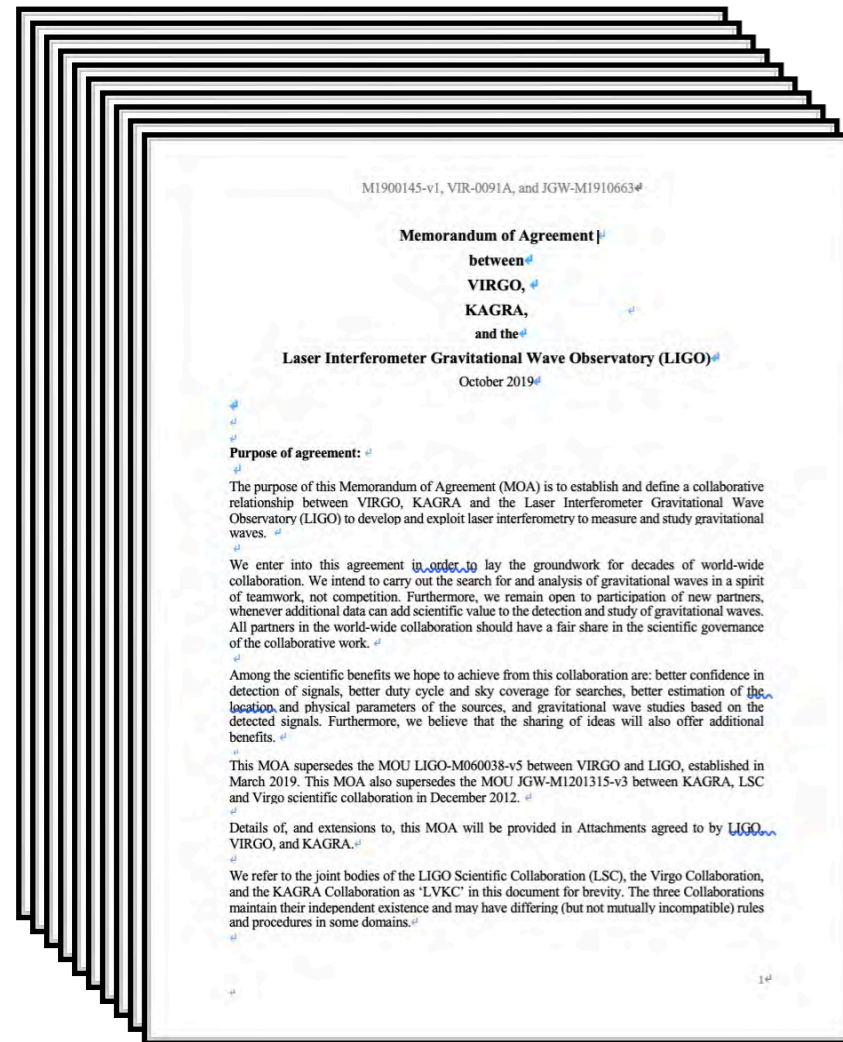 M1900145-v1, VIR-0091A, and JGW-M1910663
Memorandum of Agreement
between
VIRGO,
KAGRA,
and the
Laser Interferometer Gravitational Wave Observatory (LIGO)
October 2019
Purpose of agreement:
The purpose of this Memorandum of Agreement (MOA) is to establish and define a collaborative
relationship between VIRGO, KAGRA and the Laser Interferometer Gravitational Wave
Observatory (LIGO) to develop and exploit laser interferometry to measure and study gravitational
waves.
We enter into this agreement in order to lay the groundwork for decades of world-wide
collaboration. We intend to carry out the search for and analysis of gravitational waves in a spirit
of teamwork, not competition. Furthermore, we remain open to participation of new partners,
whenever additional data can add scientific value to the detection and study of gravitational waves.
All partners in the world-wide collaboration should have a fair share in the scientific governance
of the collaborative work.
Among the scientific benefits we hope to achieve from this collaboration are: better confidence in
detection of signals, better duty cycle and sky coverage for searches, better estimation of the
location and physical parameters of the sources, and gravitational wave studies based on the
detected signals. Furthermore, we believe that the sharing of ideas will also offer additional
benefits.
This MOA supersedes the MOU LIGO-M060038-v5 between VIRGO and LIGO, established in
March 2019. This MOA also supersedes the MOU JGW-M1201315-v3 between KAGRA, LSC
and Virgo scientific collaboration in December 2012.
Details of, and extensions to, this MOA will be provided in Attachments agreed to by LIGO,
VIRGO, and KAGRA.
We refer to the joint bodies of the LIGO Scientific Collaboration (LSC), the Virgo Collaboration,
and the KAGRA Collaboration as ‘LVKC’ in this document for brevity. The three Collaborations
maintain their independent existence and may have differing (but not mutually incompatible) rules
and procedures in some domains.
1